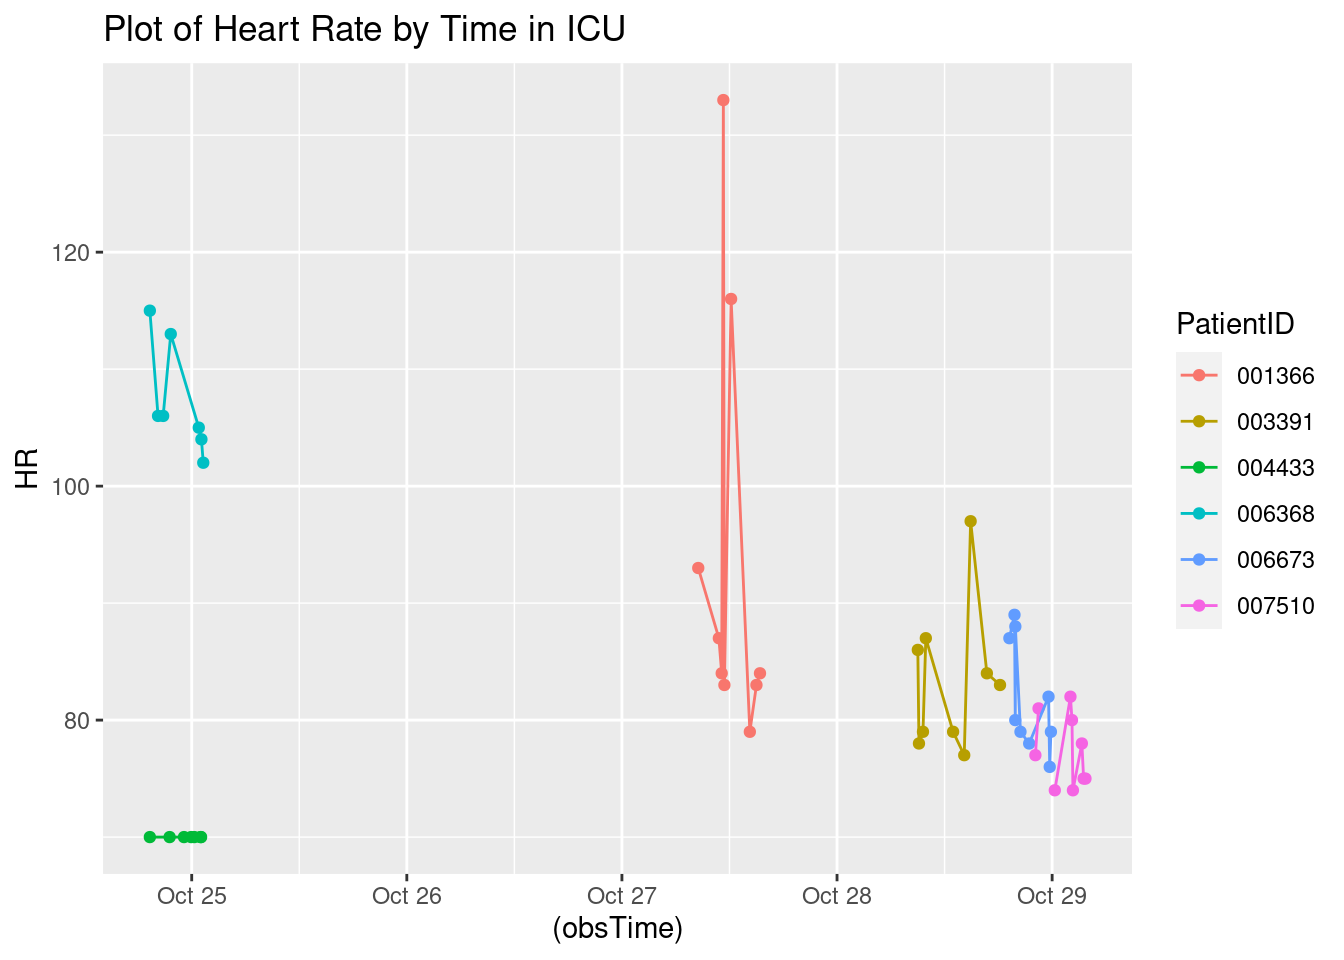 Plot of Heart Rate by Time in ICU
120
100
80
HR
Oct 25
Oct 26
Oct 27
Oct 28
Oct 29
(obsTime)
PatientID
001366
003391
004433
006368
006673
007510